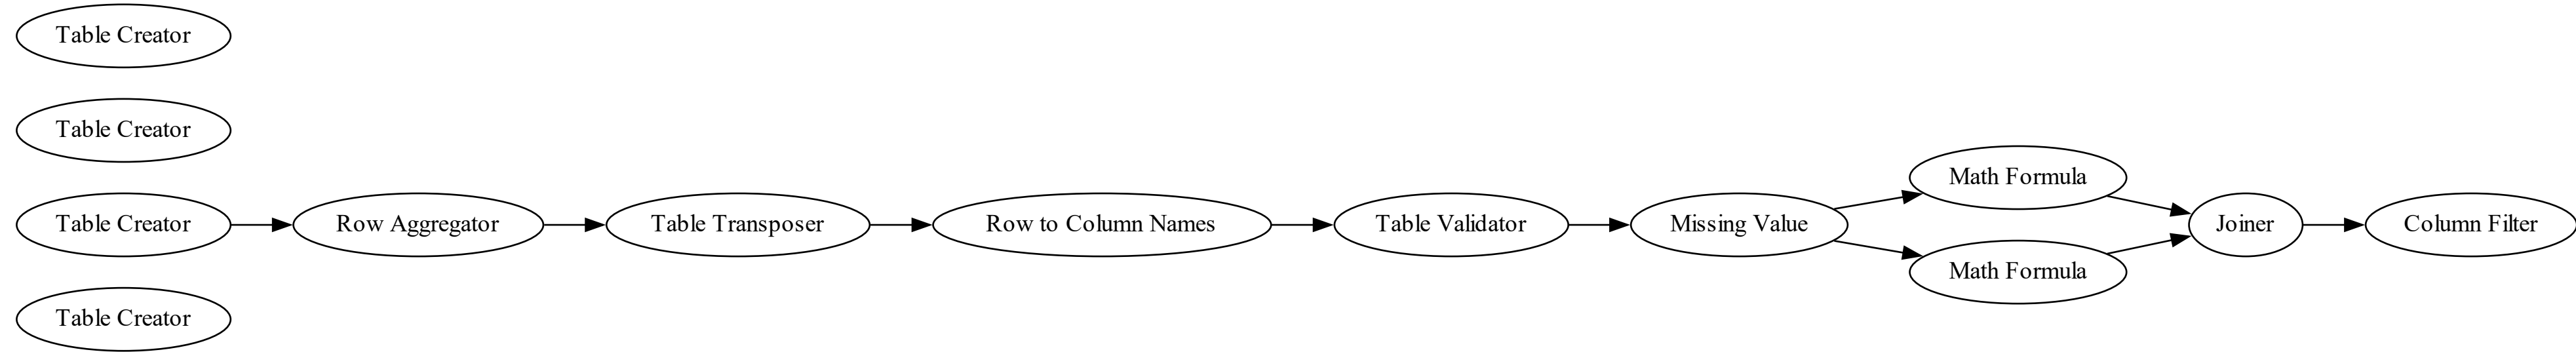 Table Creator
Table Creator
Table Creator
Row Aggregator
Table Transposer
Row to Column Names
Table Validator
Missing Value
Math Formula
Math Formula
Joiner
Column Filter
Table Creator